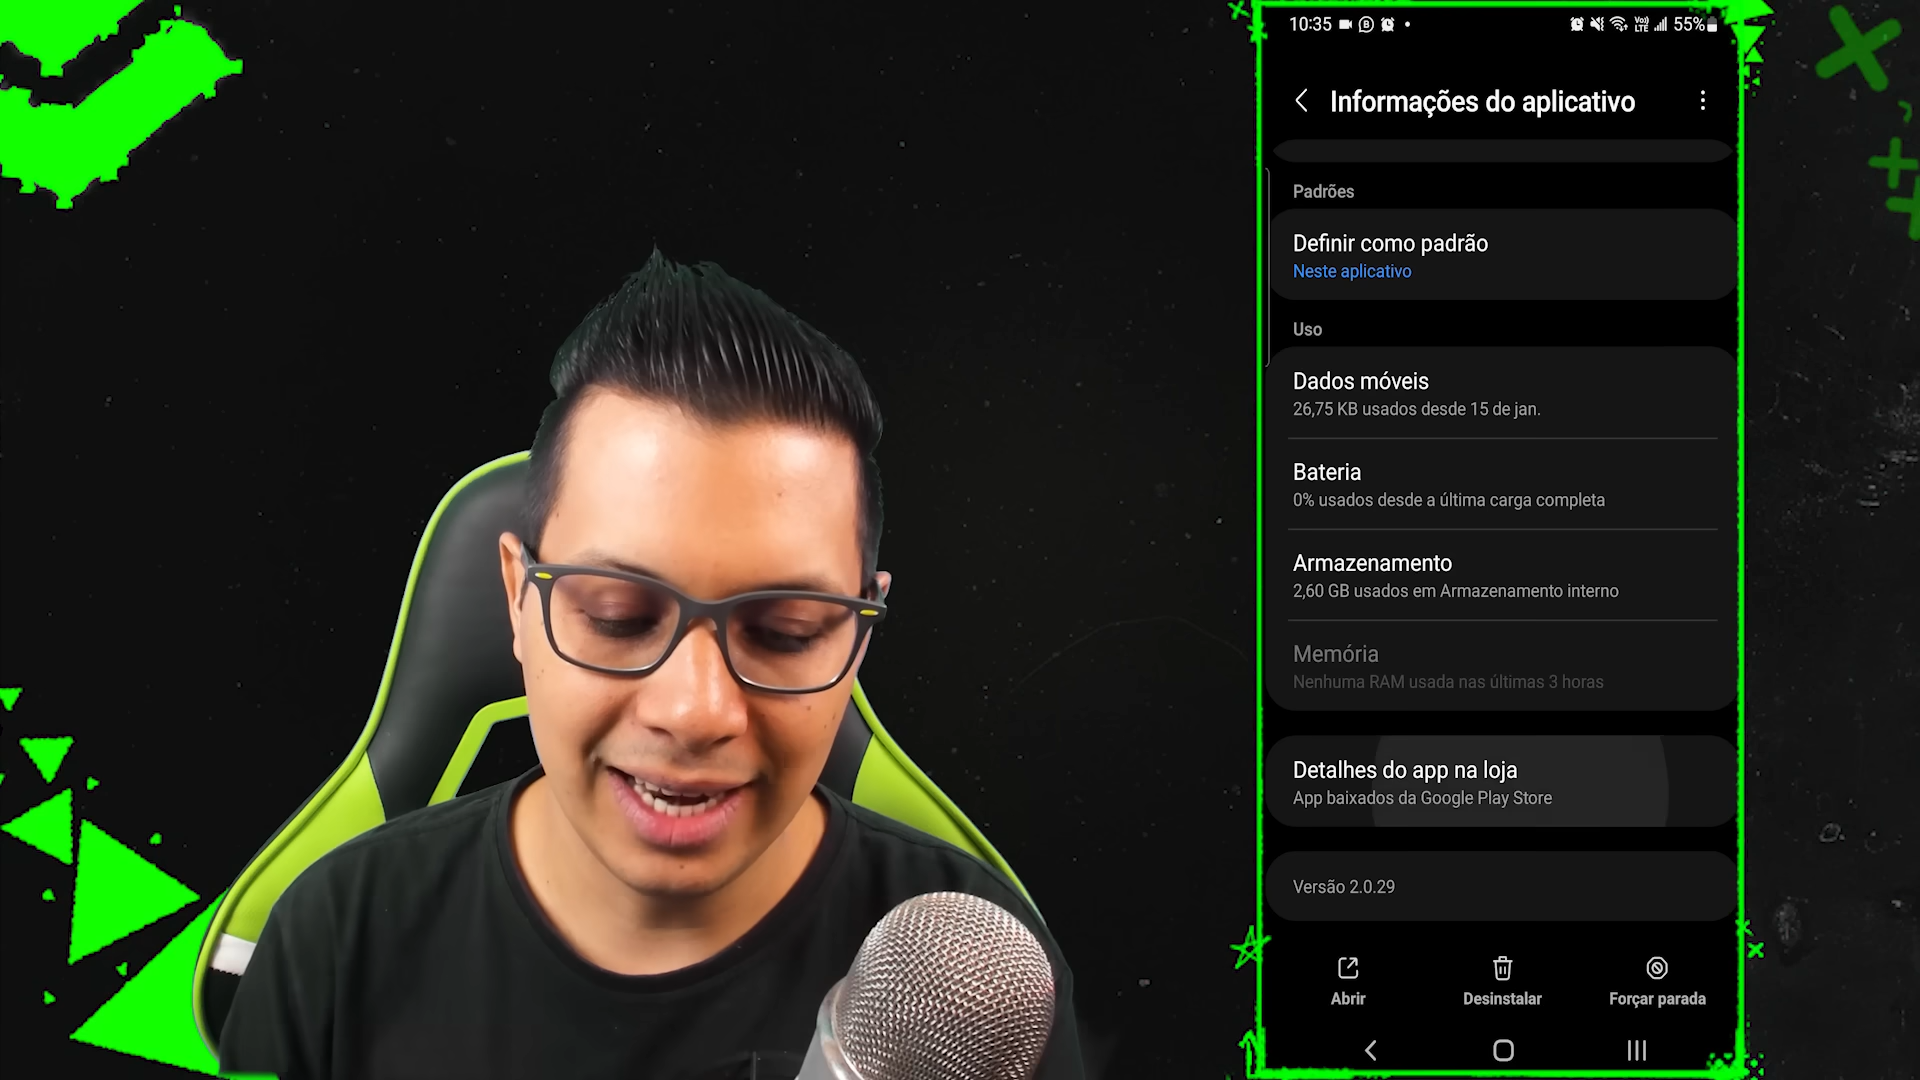 10:35
VoLTE
55%
Informações do aplicativo
Padrões
Definir como padrão
Neste aplicativo
Uso
Dados móveis
26,75 KB usados desde 15 de jan.
Bateria
0% usados desde a última carga completa
Armazenamento
2,60 GB usados em Armazenamento interno
Memória
Nenhuma RAM usada nas últimas 3 horas
Detalhes do app na loja
App baixados da Google Play Store
Versão 2.0.29
Abrir
Desinstalar
Forçar parada